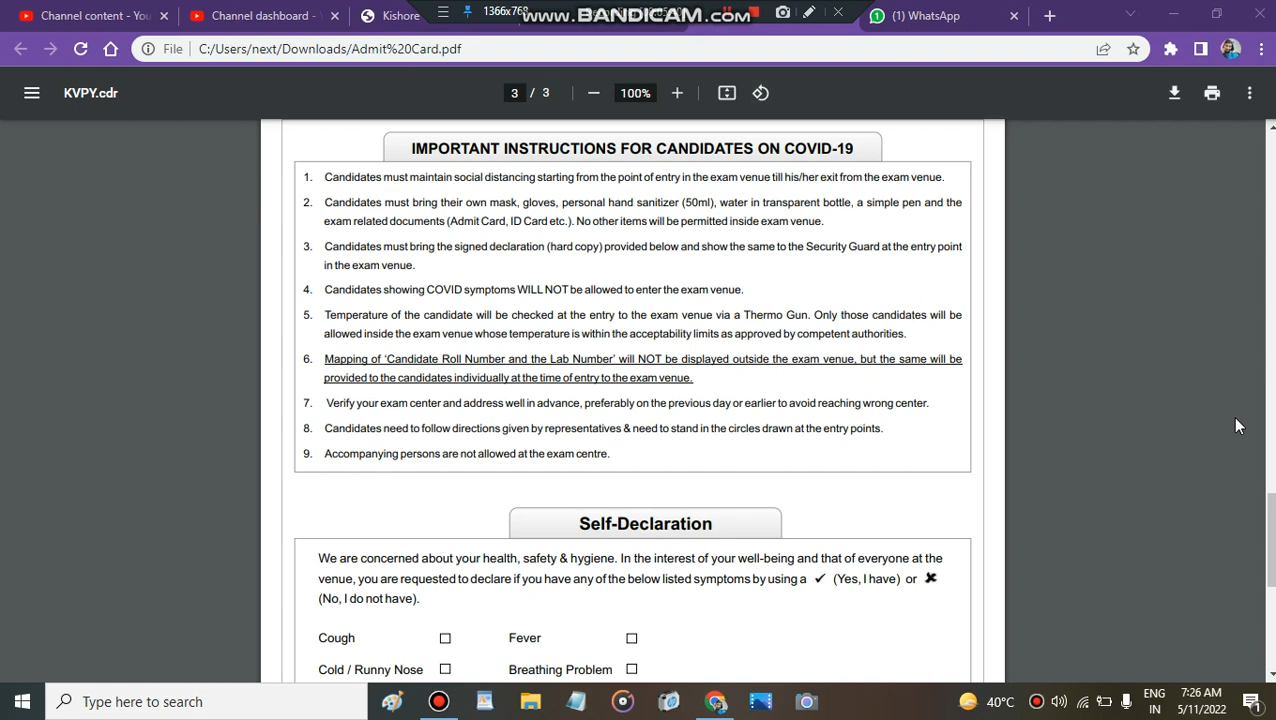 Channel content - You
Channel dashboard -
Kishore
1366x768
www.BANDICAM.com
(1) WhatsApp
File
C:/Users/next/Downloads/Admit%20Card.pdf
KVPY.cdr
3 / 3
100%
IMPORTANT INSTRUCTIONS FOR CANDIDATES ON COVID-19
1. Candidates must maintain social distancing starting from the point of entry in the exam venue till his/her exit from the exam venue.
2. Candidates must bring their own mask, gloves, personal hand sanitizer (50ml), water in transparent bottle, a simple pen and the
exam related documents (Admit Card, ID Card etc.). No other items will be permitted inside exam venue.
3. Candidates must bring the signed declaration (hard copy) provided below and show the same to the Security Guard at the entry point
in the exam venue.
4. Candidates showing COVID symptoms WILL NOT be allowed to enter the exam venue.
5. Temperature of the candidate will be checked at the entry to the exam venue via a Thermo Gun. Only those candidates will be
allowed inside the exam venue whose temperature is within the acceptability limits as approved by competent authorities.
6. Mapping of ‘Candidate Roll Number and the Lab Number’ will NOT be displayed outside the exam venue, but the same will be
provided to the candidates individually at the time of entry to the exam venue.
7. Verify your exam center and address well in advance, preferably on the previous day or earlier to avoid reaching wrong center.
8. Candidates need to follow directions given by representatives & need to stand in the circles drawn at the entry points.
9. Accompanying persons are not allowed at the exam centre.
Self-Declaration
We are concerned about your health, safety & hygiene. In the interest of your well-being and that of everyone at the
venue, you are requested to declare if you have any of the below listed symptoms by using a ✓ (Yes, I have) or ✖
(No, I do not have).
Cough
Fever
Cold / Runny Nose
Breathing Problem
Type here to search
40°C
ENG
IN
7:26 AM
5/11/2022